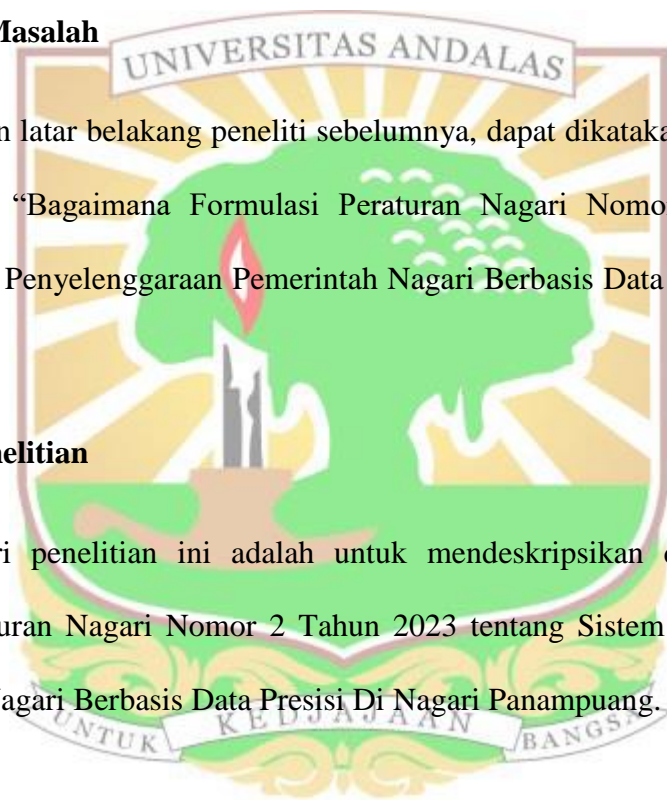 Masalah
UNIVERSITAS ANDALAS
n latar belakang peneliti sebelumnya, dapat dikataka
“Bagaimana Formulasi Peraturan Nagari Nomo
Penyelenggaraan Pemerintah Nagari Berbasis Data
nelitian
ri penelitian ini adalah untuk mendeskripsikan
uran Nagari Nomor 2 Tahun 2023 tentang Sistem
Nagari Berbasis Data Presisi Di Nagari Panampuang.
UNTUK KEDJAJAAN BANGSA